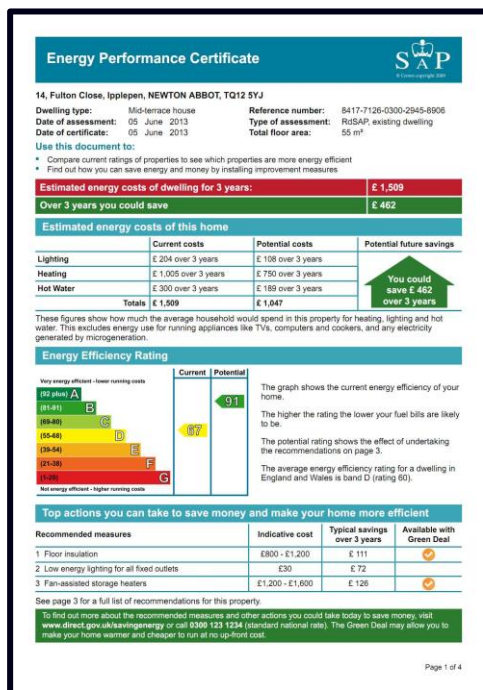 Energy Performance Certificate
SAP
© Crown copyright 2009
14, Fulton Close, Ipplepen, NEWTON ABBOT, TQ12 5YJ
Dwelling type: Mid-terrace house Reference number: 8417-7126-0300-2945-8906
Date of assessment: 05 June 2013 Type of assessment: RdSAP, existing dwelling
Date of certificate: 05 June 2013 Total floor area: 55 m²
Use this document to:
• Compare current ratings of properties to see which properties are more energy efficient
• Find out how you can save energy and money by installing improvement measures
Estimated energy costs of dwelling for 3 years: £ 1,509
Over 3 years you could save £ 462
Estimated energy costs of this home
Current costs Potential costs Potential future savings
Lighting £ 204 over 3 years £ 108 over 3 years
Heating £ 1,005 over 3 years £ 750 over 3 years
Hot Water £ 300 over 3 years £ 189 over 3 years
Totals £ 1,509 £ 1,047
You could
save £ 462
over 3 years
These figures show how much the average household would spend in this property for heating, lighting and hot
water. This excludes energy use for running appliances like TVs, computers and cookers, and any electricity
generated by microgeneration.
Energy Efficiency Rating
Current Potential
Very energy efficient - lower running costs
(92 plus) A
(81-91) B
(69-80) C
(55-68) D
(39-54) E
(21-38) F
(1-20) G
Not energy efficient - higher running costs
67
91
The graph shows the current energy efficiency of your
home.
The higher the rating the lower your fuel bills are likely
to be.
The potential rating shows the effect of undertaking
the recommendations on page 3.
The average energy efficiency rating for a dwelling in
England and Wales is band D (rating 60).
Top actions you can take to save money and make your home more efficient
Recommended measures Indicative cost Typical savings over 3 years Available with Green Deal
1 Floor insulation £800 - £1,200 £ 111
2 Low energy lighting for all fixed outlets £30 £ 72
3 Fan-assisted storage heaters £1,200 - £1,600 £ 126
See page 3 for a full list of recommendations for this property.
To find out more about the recommended measures and other actions you could take today to save money, visit
www.direct.gov.uk/savingenergy or call 0300 123 1234 (standard national rate). The Green Deal may allow you to
make your home warmer and cheaper to run at no up-front cost.
Page 1 of 4